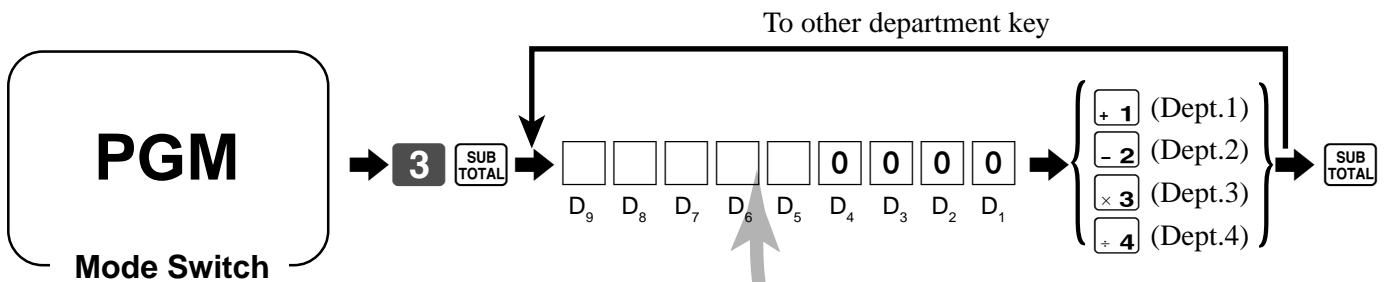 To other department key
PGM
Mode Switch
3 SUB TOTAL 0 0 0 0 SUB TOTAL
D₉ D₈ D₇ D₆ D₅ D₄ D₃ D₂ D₁
+ 1 (Dept.1)
- 2 (Dept.2)
× 3 (Dept.3)
÷ 4 (Dept.4)